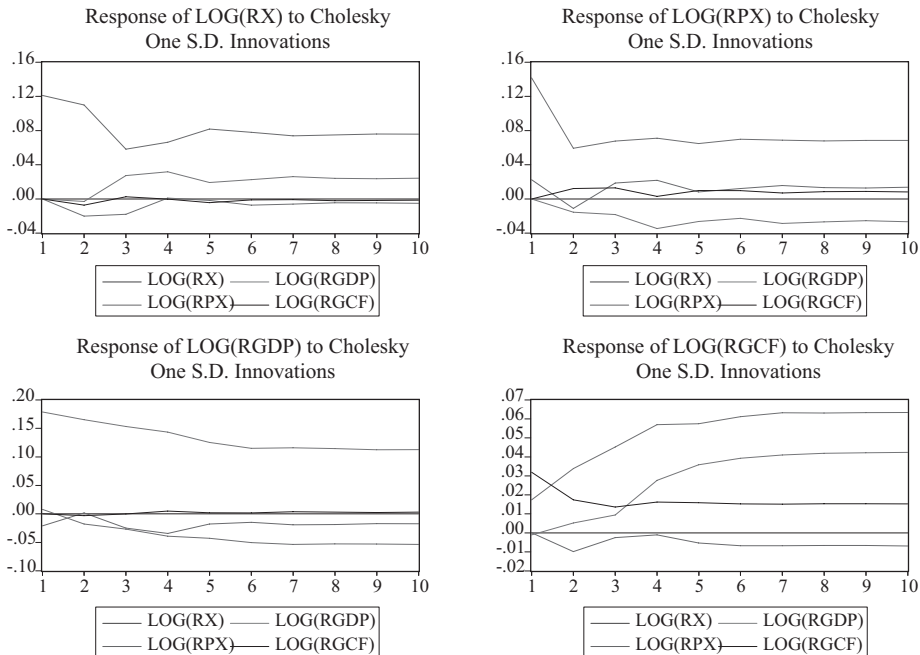 Response of LOG(RX) to Cholesky
One S.D. Innovations
.16
.12
.08
.04
.00
-.04
1 2 3 4 5 6 7 8 9 10
LOG(RX) LOG(RGDP)
LOG(RPX) LOG(RGCF)
Response of LOG(RPX) to Cholesky
One S.D. Innovations
.16
.12
.08
.04
.00
-.04
1 2 3 4 5 6 7 8 9 10
LOG(RX) LOG(RGDP)
LOG(RPX) LOG(RGCF)
Response of LOG(RGDP) to Cholesky
One S.D. Innovations
.20
.15
.10
.05
.00
-.05
-.10
1 2 3 4 5 6 7 8 9 10
LOG(RX) LOG(RGDP)
LOG(RPX) LOG(RGCF)
Response of LOG(RGCF) to Cholesky
One S.D. Innovations
.07
.06
.05
.04
.03
.02
.01
.00
-.01
-.02
1 2 3 4 5 6 7 8 9 10
LOG(RX) LOG(RGDP)
LOG(RPX) LOG(RGCF)